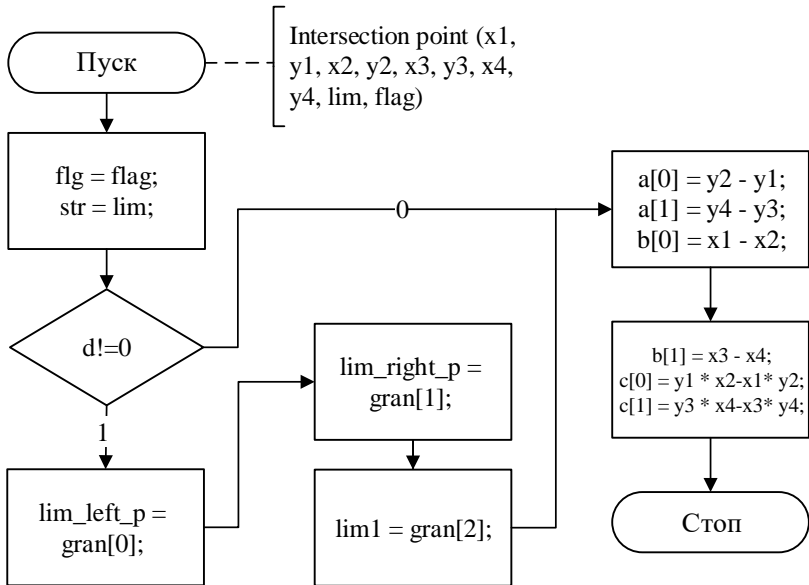 Пуск
Intersection point (x1,
y1, x2, y2, x3, y3, x4,
y4, lim, flag)
flg = flag;
str = lim;
d!=0
0
1
lim_left_p =
gran[0];
lim_right_p =
gran[1];
lim1 = gran[2];
a[0] = y2 - y1;
a[1] = y4 - y3;
b[0] = x1 - x2;
b[1] = x3 - x4;
c[0] = y1 * x2-x1* y2;
c[1] = y3 * x4-x3* y4;
Стоп